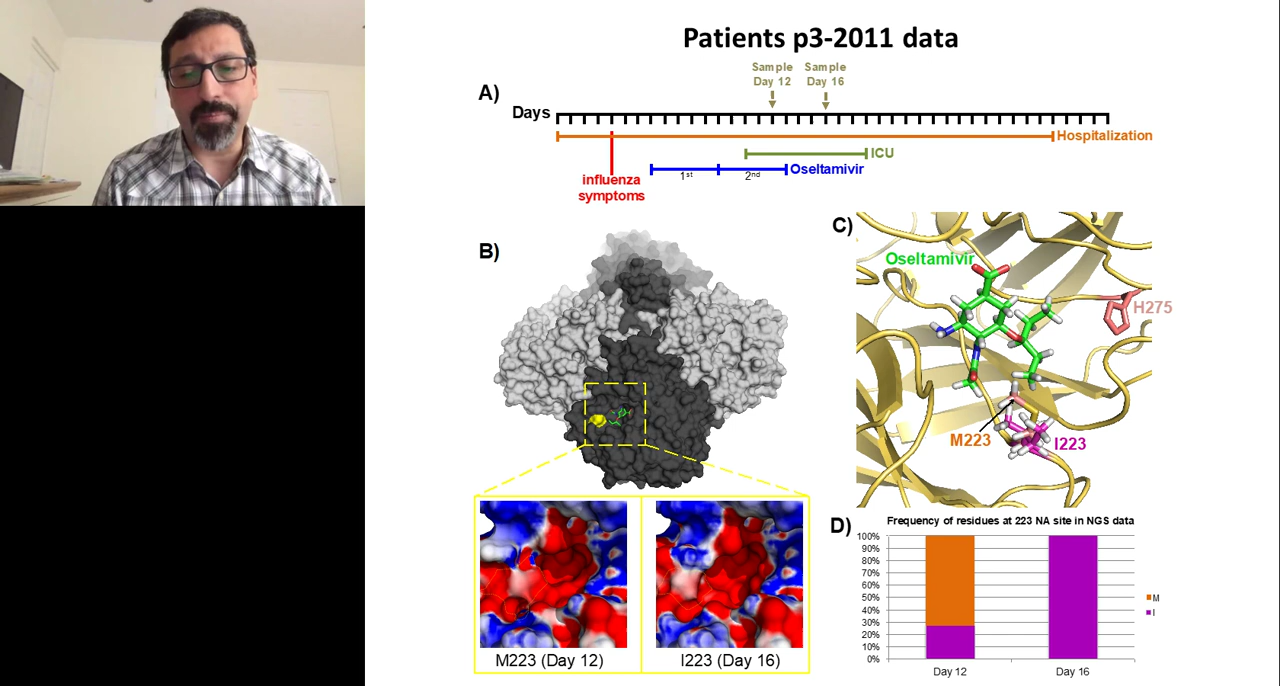 Patients p3-2011 data
Sample
Day 12
Sample
Day 16
A)
Days
Hospitalization
ICU
Oseltamivir
1st
2nd
influenza
symptoms
B)
M223 (Day 12)
I223 (Day 16)
C)
Oseltamivir
H275
M223
I223
D)
Frequency of residues at 223 NA site in NGS data
100%
90%
80%
70%
60%
50%
40%
30%
20%
10%
0%
Day 12
Day 16
M
I